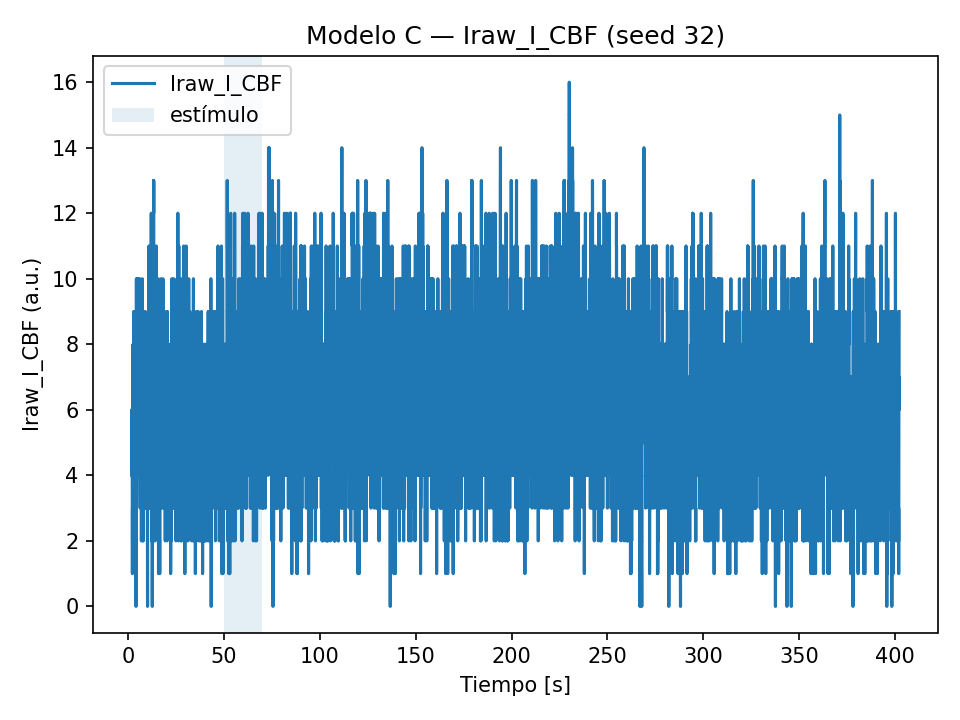 Modelo C — Iraw_I_CBF (seed 32)
Iraw_I_CBF
estímulo
Iraw_I_CBF (a.u.)
16
14
12
10
8
6
4
2
0
0 50 100 150 200 250 300 350 400
Tiempo [s]